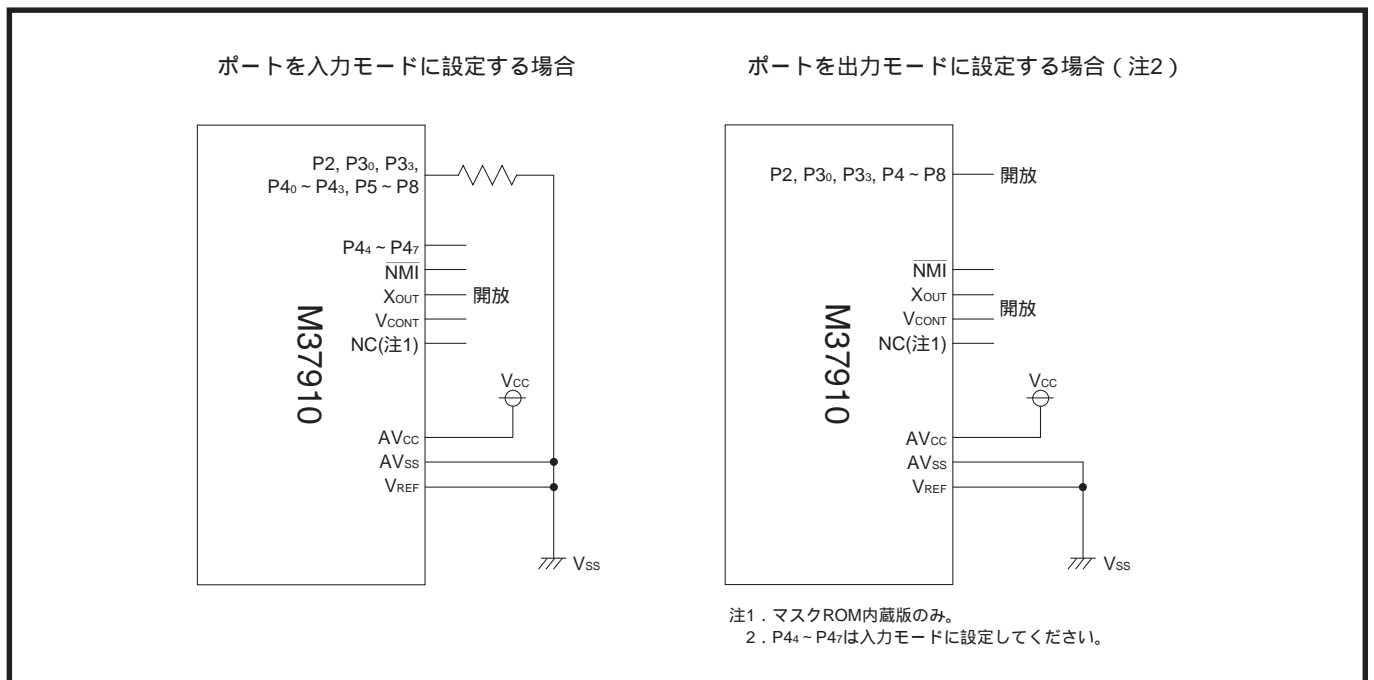 ポートを入力モードに設定する場合
P2, P3₀, P3₃,
P4₀ ~ P4₃, P5 ~ P8
P4₄ ~ P4₇
NMI
XOUT
開放
VCONT
NC(注1)
M37910
VCC
AVCC
AVSS
VREF
VSS
ポートを出力モードに設定する場合(注2)
P2, P3₀, P3₃, P4 ~ P8
開放
NMI
XOUT
開放
VCONT
NC(注1)
M37910
VCC
AVCC
AVSS
VREF
VSS
注1．マスクROM内蔵版のみ。
2．P4₄ ~ P4₇は入力モードに設定してください。